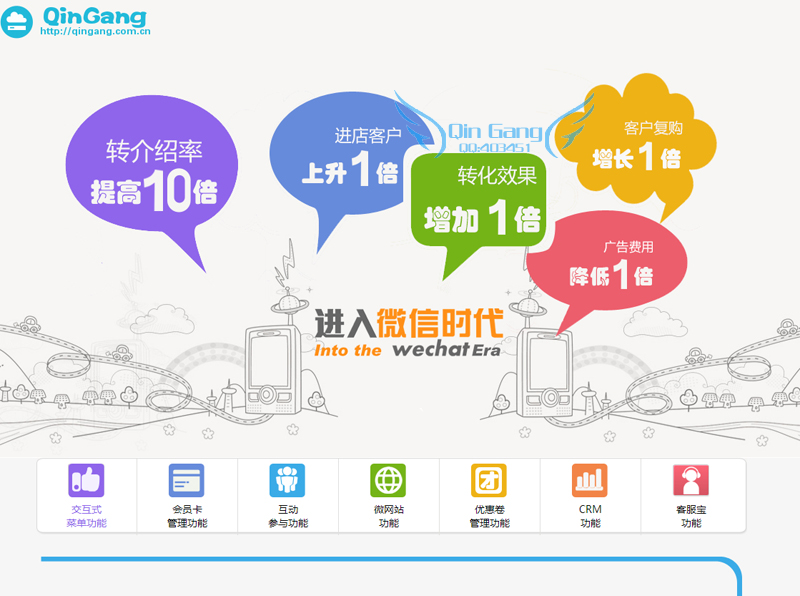 QinGang
http://qingang.com.cn
转介绍率
提高10倍
进店客户
上升1倍
Qin Gang
QQ:403451
转化效果
增加1倍
客户复购
增长1倍
广告费用
降低1倍
进入微信时代
Into the wechat Era
交互式
菜单功能
会员卡
管理功能
互动
参与功能
微网站
功能
优惠卷
管理功能
CRM
功能
客服宝
功能